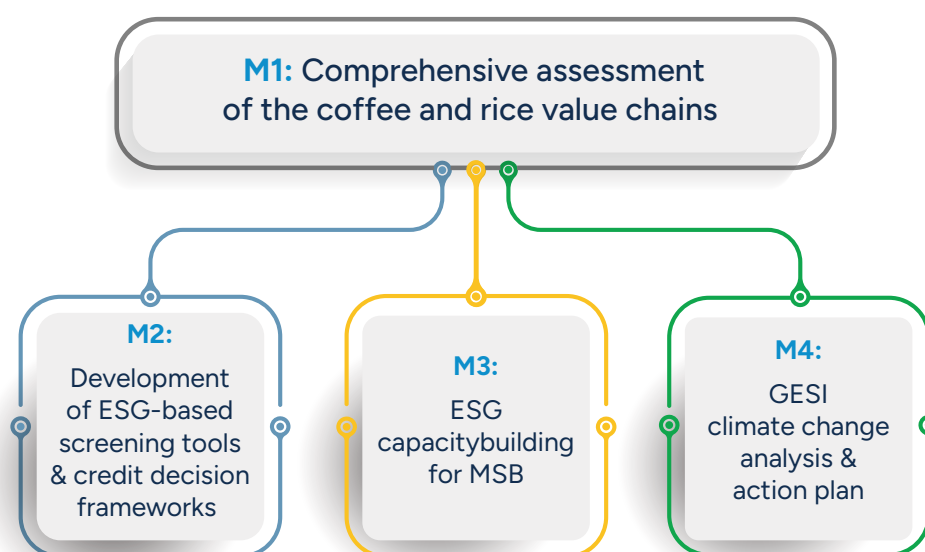 M1: Comprehensive assessment
of the coffee and rice value chains
M2:
Development
of ESG-based
screening tools
& credit decision
frameworks
M3:
ESG
capacitybuilding
for MSB
M4:
GESI
climate change
analysis &
action plan